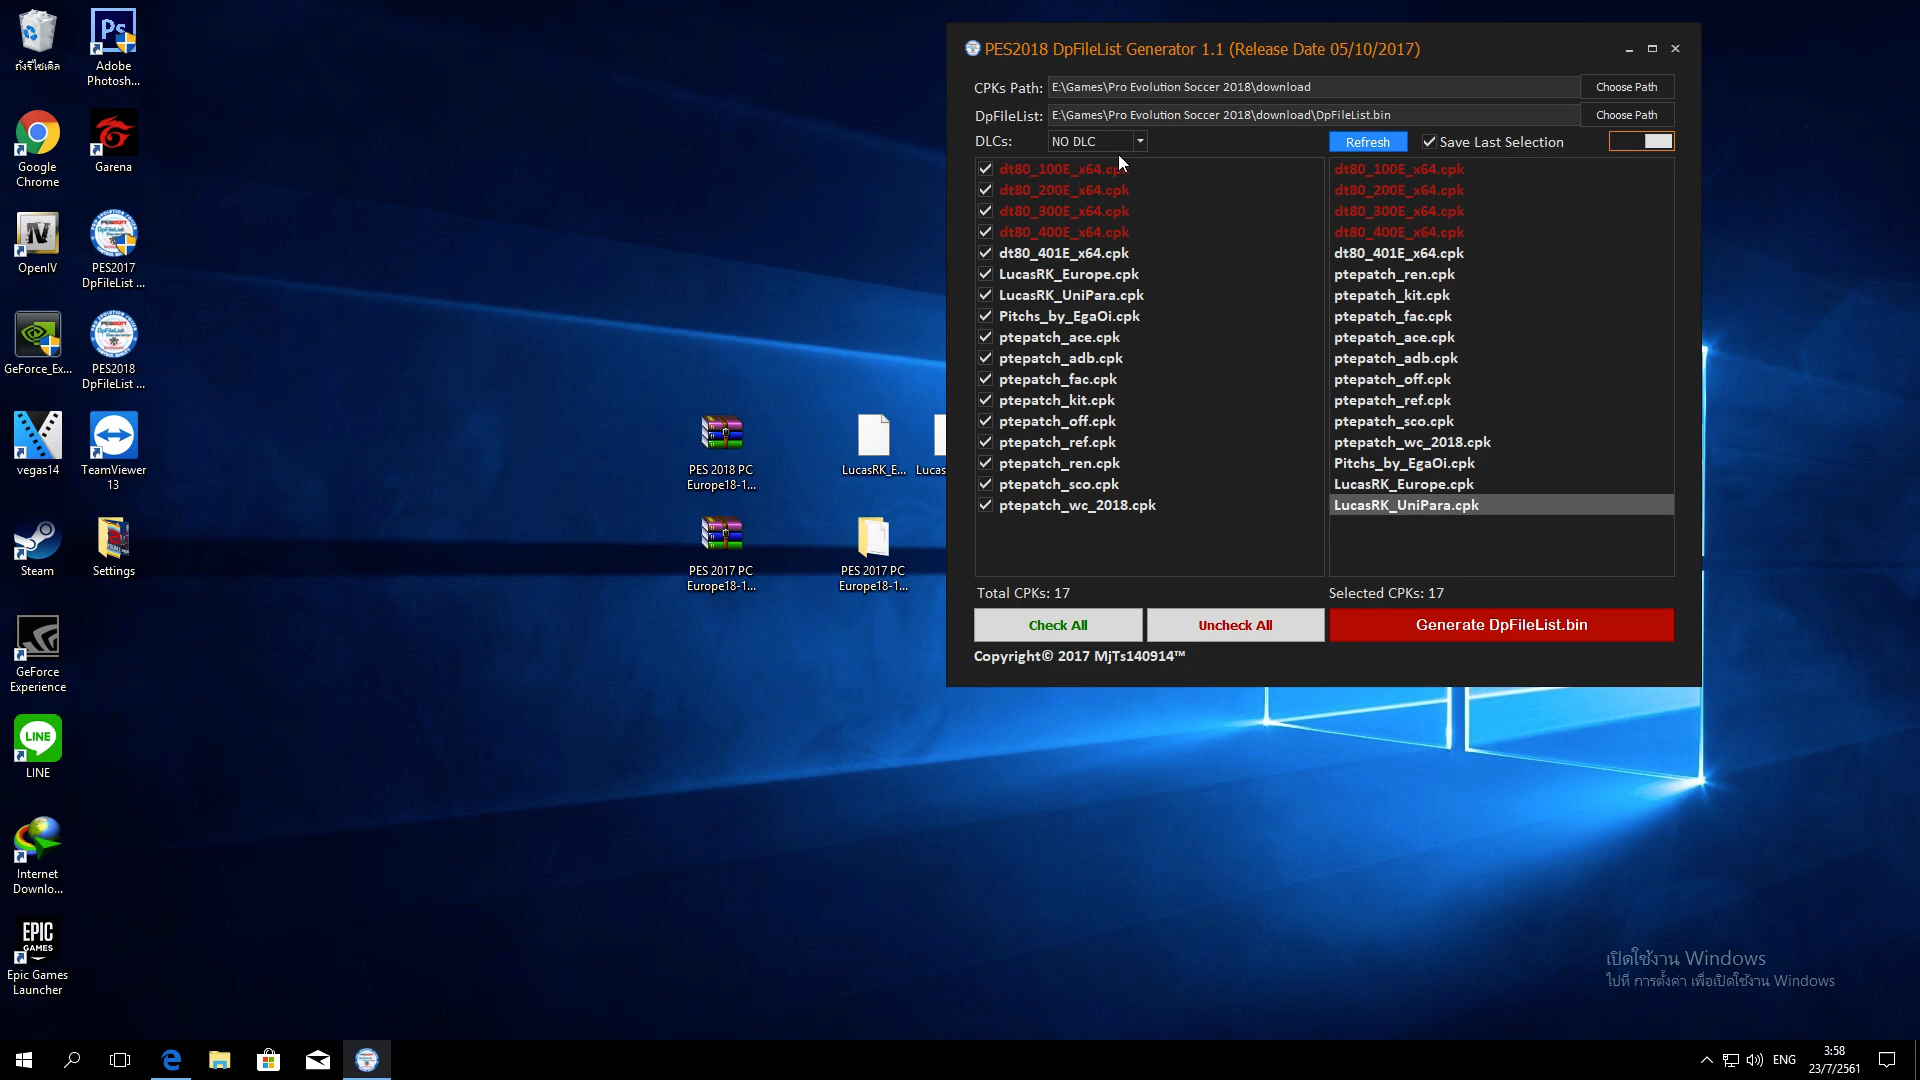 ถังรีไซเคิล
Adobe
Photosh...
Google
Chrome
Garena
OpenIV
PES2017
DpFileList ...
GeForce_Ex...
PES2018
DpFileList ...
vegas14
TeamViewer
13
Steam
Settings
GeForce
Experience
LINE
LINE
Internet
Downlo...
EPIC
GAMES
Epic Games
Launcher
PES 2018 PC
Europe18-1...
LucasRK_E...
Lucas
PES 2017 PC
Europe18-1...
PES 2017 PC
Europe18-1...
PES2018 DpFileList Generator 1.1 (Release Date 05/10/2017)
CPKs Path: E:\Games\Pro Evolution Soccer 2018\download Choose Path
DpFileList: E:\Games\Pro Evolution Soccer 2018\download\DpFileList.bin Choose Path
DLCs: NO DLC Refresh Save Last Selection
dt80_100E_x64.cpk
dt80_200E_x64.cpk
dt80_300E_x64.cpk
dt80_400E_x64.cpk
dt80_401E_x64.cpk
LucasRK_Europe.cpk
LucasRK_UniPara.cpk
Pitchs_by_EgaOi.cpk
ptepatch_ace.cpk
ptepatch_adb.cpk
ptepatch_fac.cpk
ptepatch_kit.cpk
ptepatch_off.cpk
ptepatch_ref.cpk
ptepatch_ren.cpk
ptepatch_sco.cpk
ptepatch_wc_2018.cpk
dt80_100E_x64.cpk
dt80_200E_x64.cpk
dt80_300E_x64.cpk
dt80_400E_x64.cpk
dt80_401E_x64.cpk
ptepatch_ren.cpk
ptepatch_kit.cpk
ptepatch_fac.cpk
ptepatch_ace.cpk
ptepatch_adb.cpk
ptepatch_off.cpk
ptepatch_ref.cpk
ptepatch_sco.cpk
ptepatch_wc_2018.cpk
Pitchs_by_EgaOi.cpk
LucasRK_Europe.cpk
LucasRK_UniPara.cpk
Total CPKs: 17
Selected CPKs: 17
Check All
Uncheck All
Generate DpFileList.bin
Copyright© 2017 MjTs140914™
เปิดใช้งาน Windows
ไปที่ การตั้งค่า เพื่อเปิดใช้งาน Windows
ENG
3:58
23/7/2561